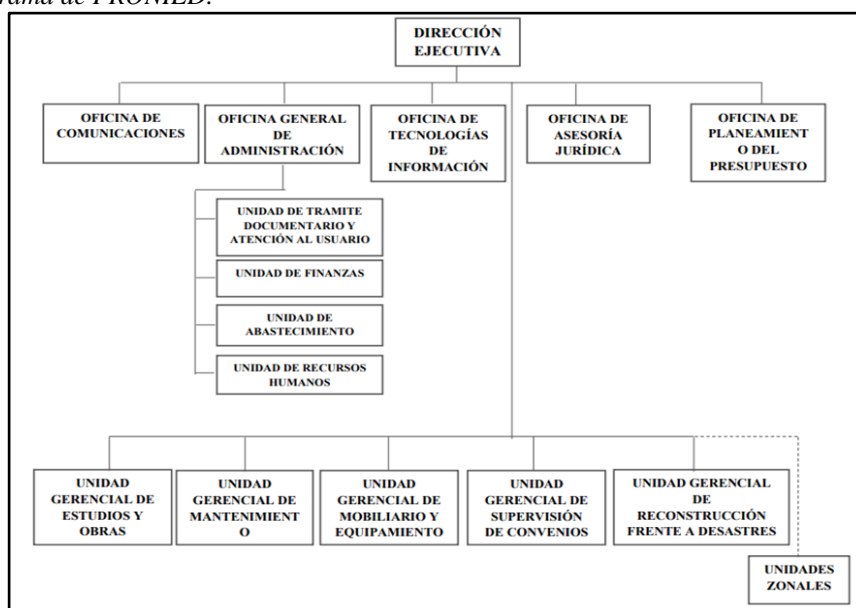 grama de PRONIED.
DIRECCIÓN
EJECUTIVA
OFICINA DE
COMUNICACIONES
OFICINA GENERAL
DE
ADMINISTRACIÓN
OFICINA DE
TECNOLOGÍAS
DE
INFORMACIÓN
OFICINA DE
ASESORÍA
JURÍDICA
OFICINA DE
PLANEAMIENT
O DEL
PRESUPUESTO
UNIDAD DE TRAMITE
DOCUMENTARIO Y
ATENCIÓN AL USUARIO
UNIDAD DE FINANZAS
UNIDAD DE
ABASTECIMIENTO
UNIDAD DE RECURSOS
HUMANOS
UNIDAD
GERENCIAL DE
ESTUDIOS Y
OBRAS
UNIDAD
GERENCIAL DE
MANTENIMIENT
O
UNIDAD
GERENCIAL DE
MOBILIARIO Y
EQUIPAMIENTO
UNIDAD
GERENCIAL DE
SUPERVISIÓN
DE CONVENIOS
UNIDAD GERENCIAL
DE
RECONSTRUCCIÓN
FRENTE A DESASTRES
UNIDADES
ZONALES